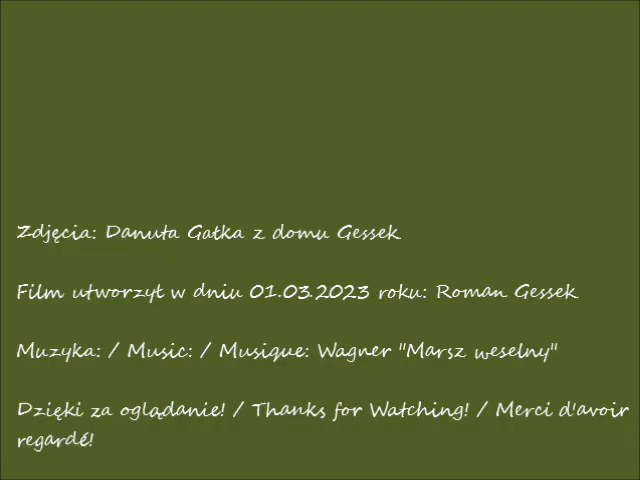 Zdjęcia: Danuta Gałka z domu Gessek
Film utworzył w dniu 01.03.2023 roku: Roman Gessek
Muzyka: / Music: / Musique: Wagner "Marsz weselny"
Dzięki za oglądanie! / Thanks for Watching! / Merci d'avoir
regardé!